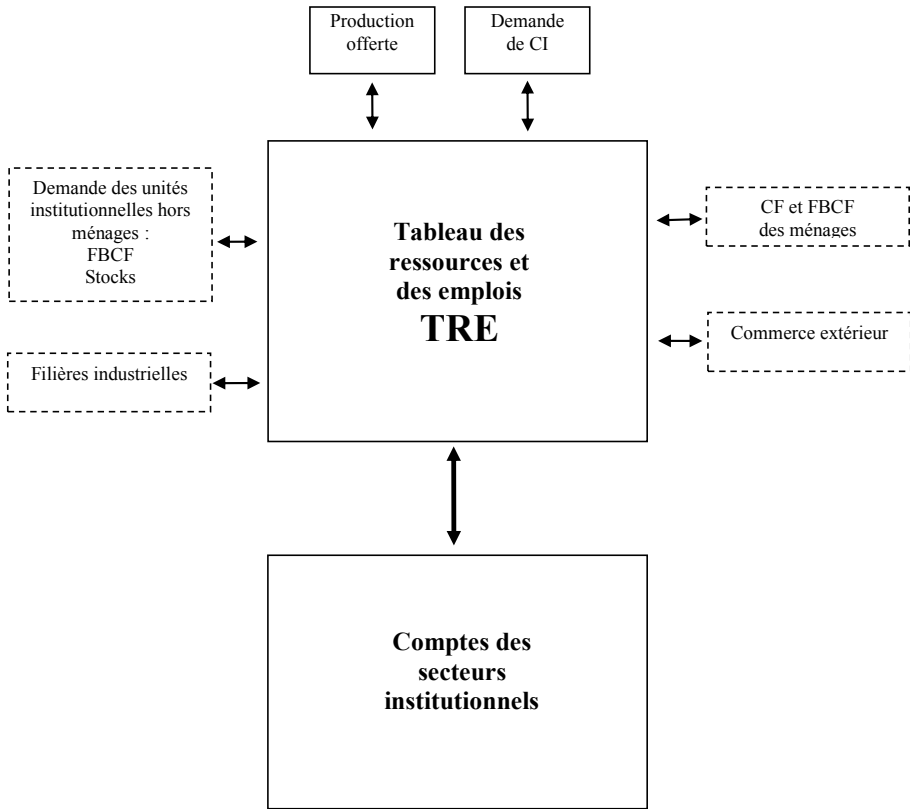 Production
offerte
Demande
de CI
Demande des unités
institutionnelles hors
ménages :
FBCF
Stocks
Tableau des
ressources et
des emplois
TRE
CF et FBCF
des ménages
Commerce extérieur
Filières industrielles
Comptes des
secteurs
institutionnels